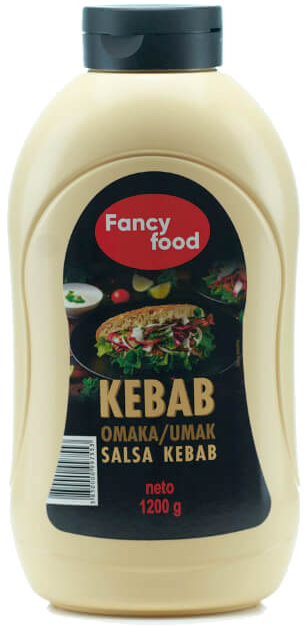 Fancy
food
KEBAB
OMAKA/UMAK
SALSA KEBAB
neto
1200 g